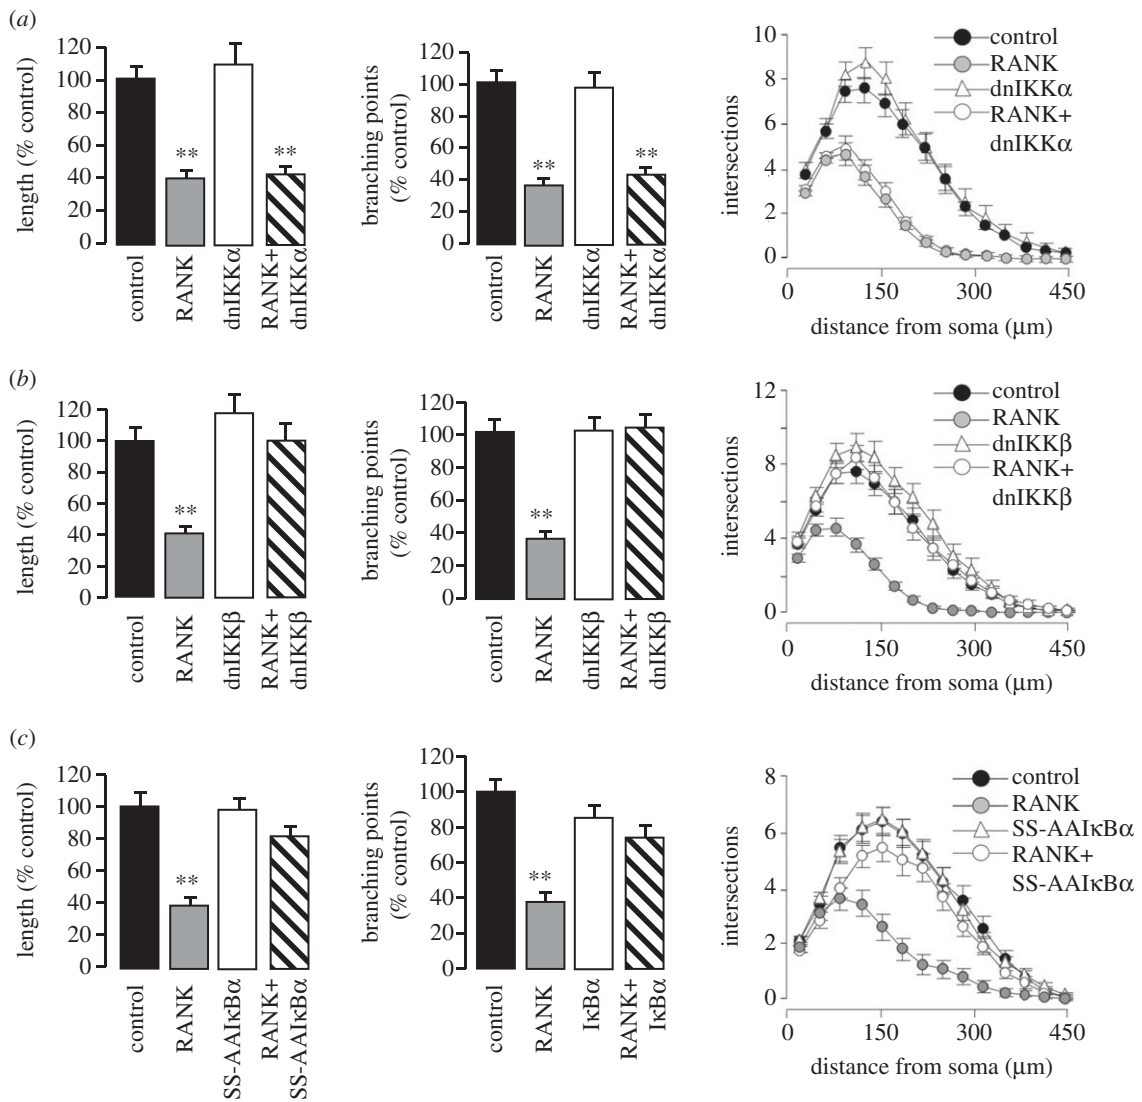 (a)
length (% control)
120
100
80
60
40
20
0
**
**
control
RANK
dnIKKα
RANK+
dnIKKα
branching points
(% control)
120
100
80
60
40
20
0
**
**
control
RANK
dnIKKα
RANK+
dnIKKα
intersections
10
8
6
4
2
0
0
150
300
450
distance from soma (μm)
control
RANK
dnIKKα
RANK+
dnIKKα
(b)
length (% control)
120
100
80
60
40
20
0
**
control
RANK
dnIKKβ
RANK+
dnIKKβ
branching points
(% control)
120
100
80
60
40
20
0
**
control
RANK
dnIKKβ
RANK+
dnIKKβ
intersections
12
8
4
0
0
150
300
450
distance from soma (μm)
control
RANK
dnIKKβ
RANK+
dnIKKβ
(c)
length (% control)
120
100
80
60
40
20
0
**
control
RANK
SS-AAIκBα
RANK+
SS-AAIκBα
branching points
(% control)
120
100
80
60
40
20
0
**
control
RANK
IκBα
RANK+
IκBα
intersections
8
6
4
2
0
0
150
300
450
distance from soma (μm)
control
RANK
SS-AAIκBα
RANK+
SS-AAIκBα